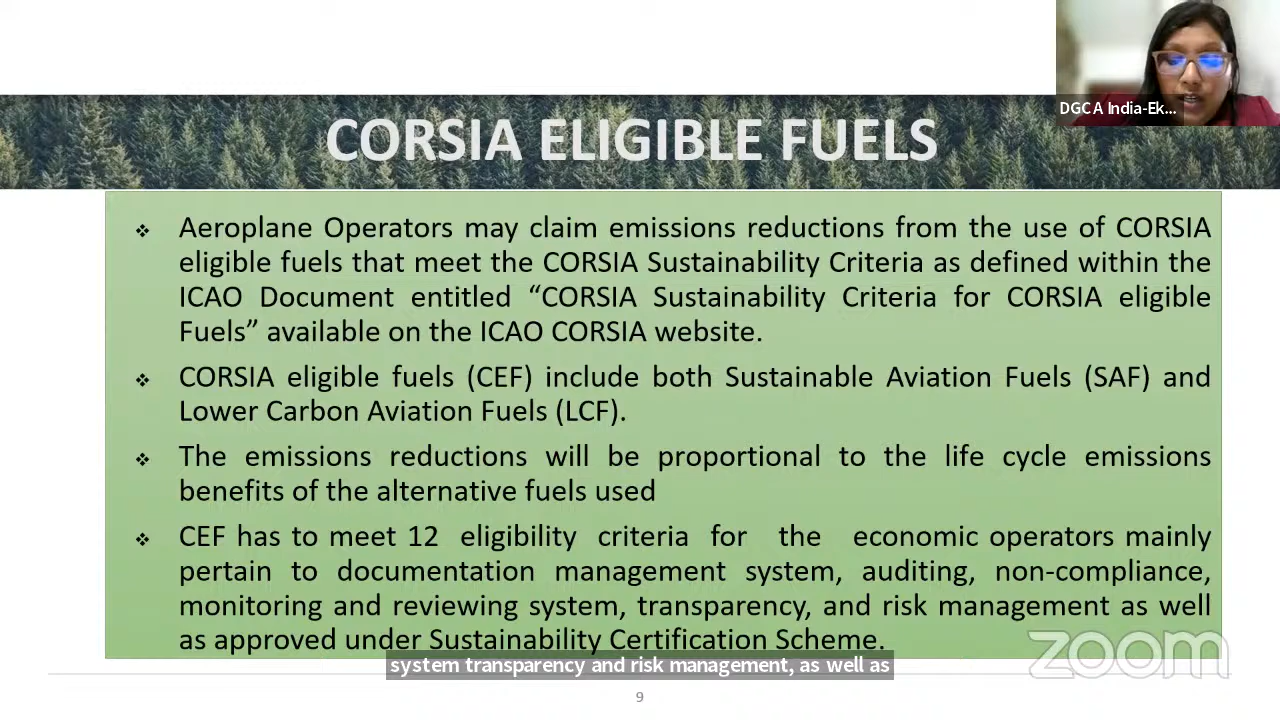 DGCA India-Ek...
CORSIA ELIGIBLE FUELS
❖ Aeroplane Operators may claim emissions reductions from the use of CORSIA
eligible fuels that meet the CORSIA Sustainability Criteria as defined within the
ICAO Document entitled “CORSIA Sustainability Criteria for CORSIA eligible
Fuels” available on the ICAO CORSIA website.
❖ CORSIA eligible fuels (CEF) include both Sustainable Aviation Fuels (SAF) and
Lower Carbon Aviation Fuels (LCF).
❖ The emissions reductions will be proportional to the life cycle emissions
benefits of the alternative fuels used
❖ CEF has to meet 12 eligibility criteria for the economic operators mainly
pertain to documentation management system, auditing, non-compliance,
monitoring and reviewing system, transparency, and risk management as well
as approved under Sustainability Certification Scheme.
zoom
system transparency and risk management, as well as
9